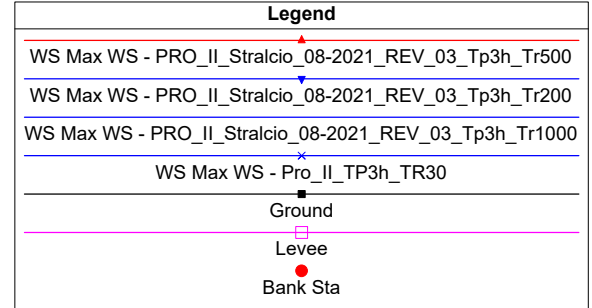 Legend
WS Max WS - PRO_II_Stralcio_08-2021_REV_03_Tp3h_Tr500
WS Max WS - PRO_II_Stralcio_08-2021_REV_03_Tp3h_Tr200
WS Max WS - PRO_II_Stralcio_08-2021_REV_03_Tp3h_Tr1000
WS Max WS - Pro_II_TP3h_TR30
Ground
Levee
Bank Sta